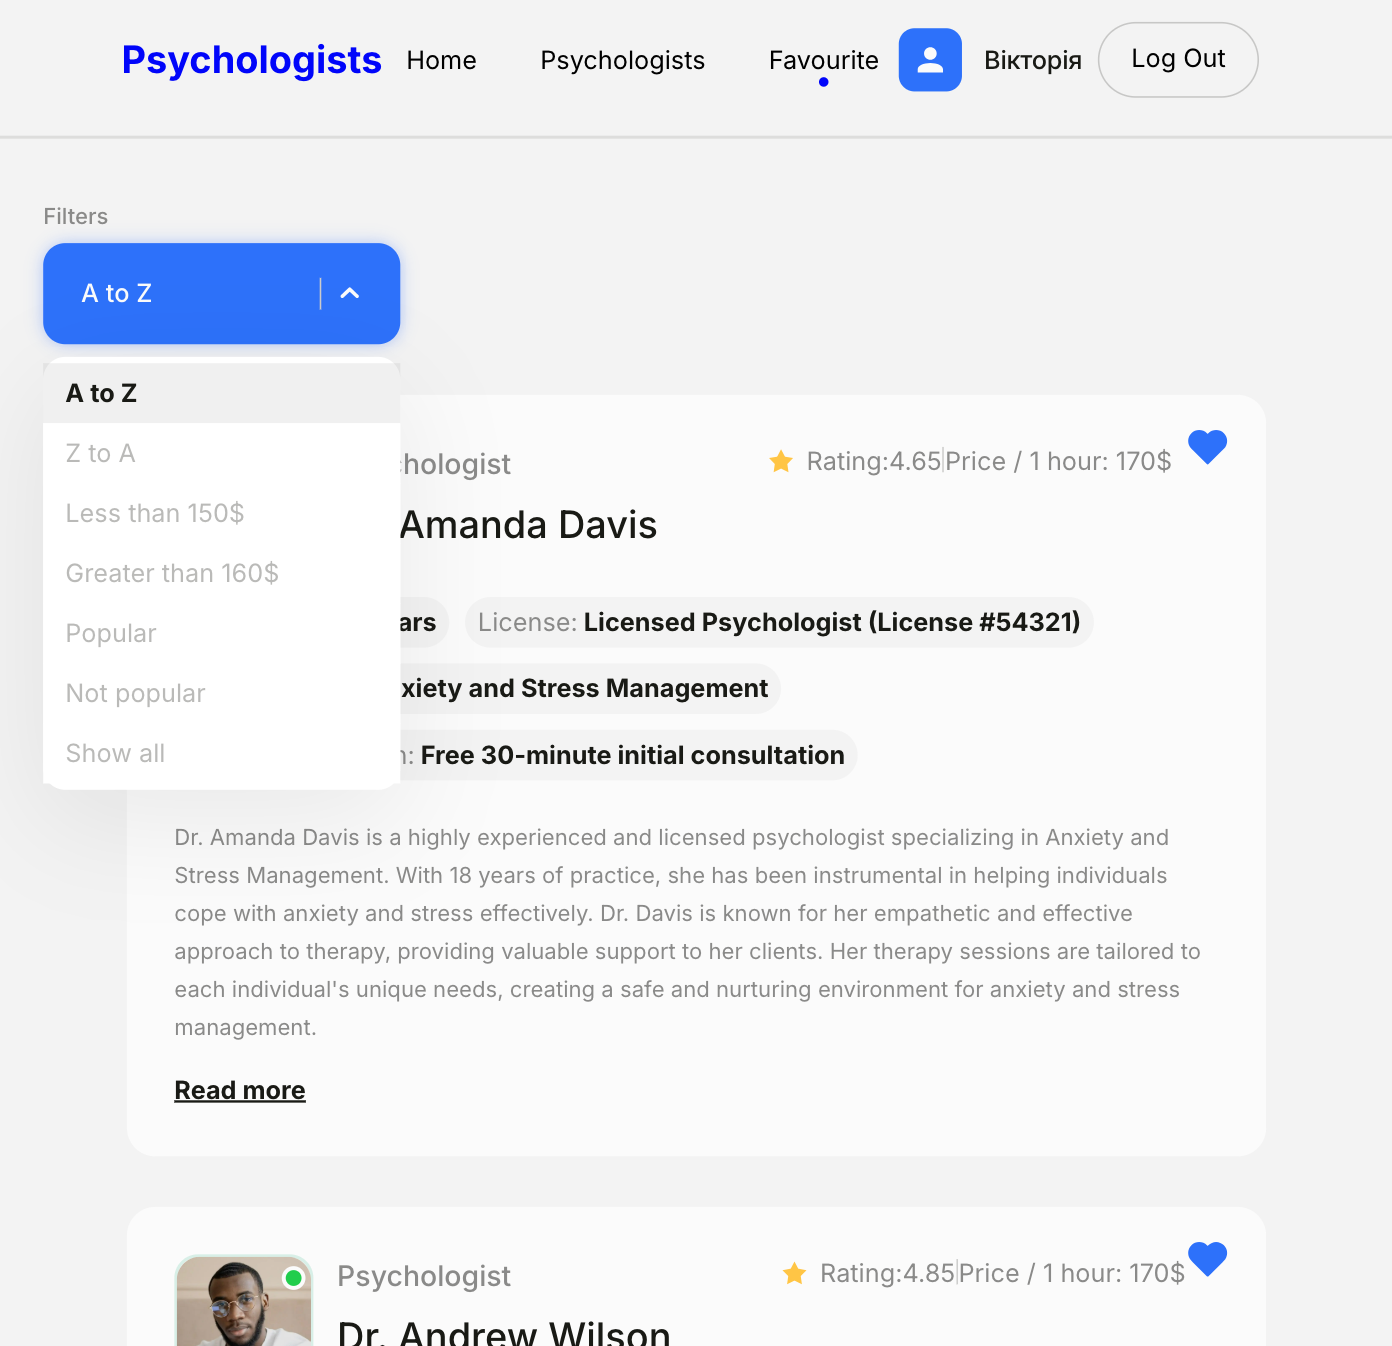 Psychologists Home Psychologists Favourite Вікторія Log Out
Filters
A to Z
A to Z
Z to A
Less than 150$
Greater than 160$
Popular
Not popular
Show all
chologist Rating:4.65 Price / 1 hour: 170$
Amanda Davis
ars License: Licensed Psychologist (License #54321)
xiety and Stress Management
n: Free 30-minute initial consultation
Dr. Amanda Davis is a highly experienced and licensed psychologist specializing in Anxiety and
Stress Management. With 18 years of practice, she has been instrumental in helping individuals
cope with anxiety and stress effectively. Dr. Davis is known for her empathetic and effective
approach to therapy, providing valuable support to her clients. Her therapy sessions are tailored to
each individual's unique needs, creating a safe and nurturing environment for anxiety and stress
management.
Read more
Psychologist Rating:4.85 Price / 1 hour: 170$
Dr. Andrew Wilson